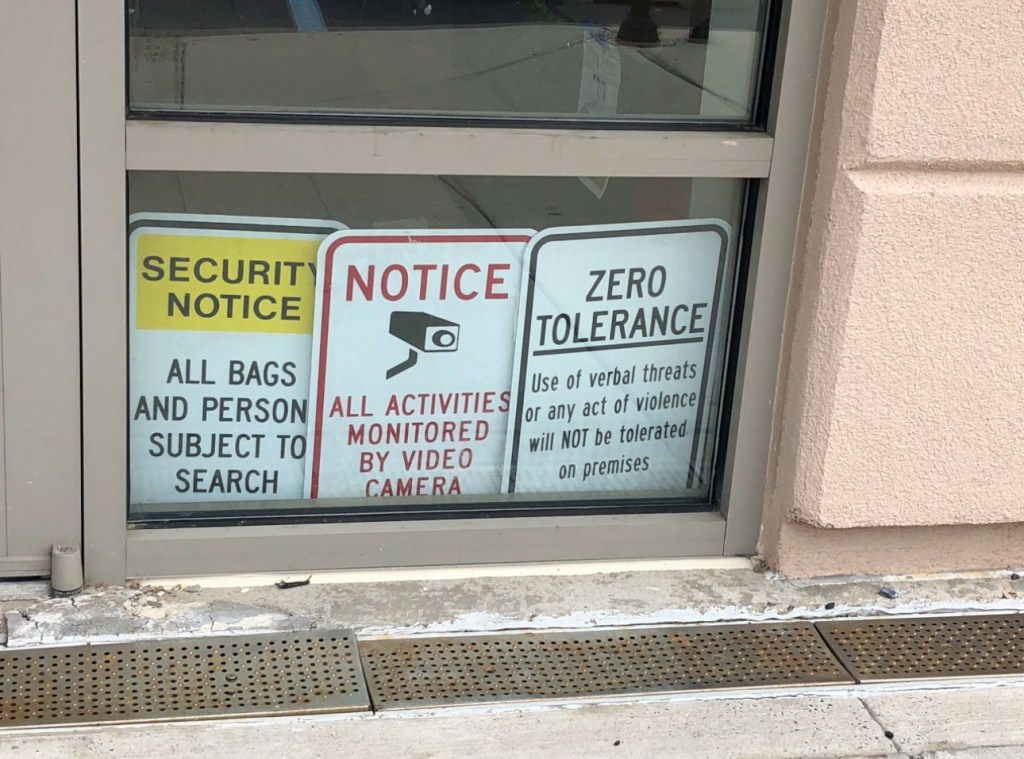 SECURITY
NOTICE
ALL BAGS
AND PERSON
SUBJECT TO
SEARCH
NOTICE
ALL ACTIVITIES
MONITORED
BY VIDEO
CAMERA
ZERO
TOLERANCE
Use of verbal threats
or any act of violence
will NOT be tolerated
on premises